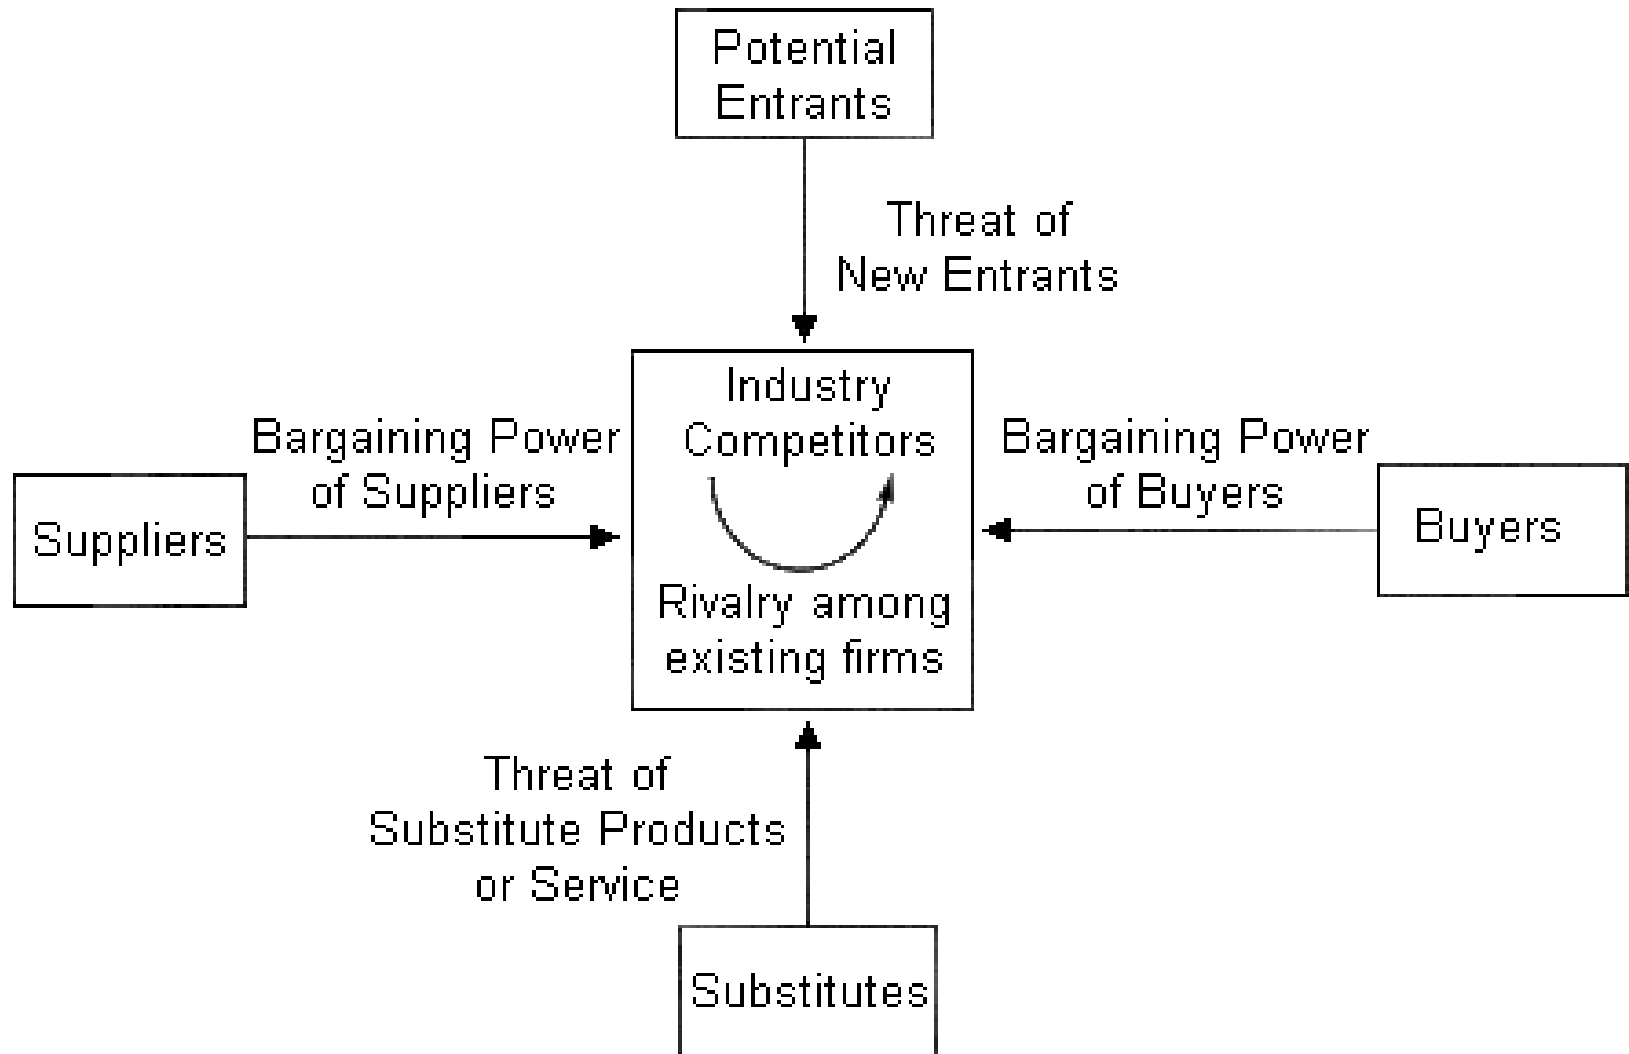 Potential
Entrants
Threat of
New Entrants
Industry
Competitors
Bargaining Power
of Suppliers
Bargaining Power
of Buyers
Suppliers
Buyers
Rivalry among
existing firms
Threat of
Substitute Products
or Service
Substitutes